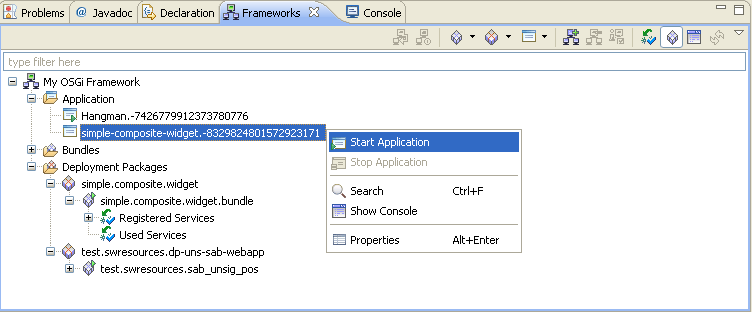 Problems @ Javadoc Declaration Frameworks Console
type filter here
My OSGi Framework
Application
Hangman.-7426779912373780776
simple-composite-widget.-8329824801572923171
Start Application
Stop Application
Search Ctrl+F
Show Console
Properties Alt+Enter
Bundles
Deployment Packages
simple.composite.widget
simple.composite.widget.bundle
Registered Services
Used Services
test.swresources.dp-uns-sab-webapp
test.swresources.sab_unsig_pos